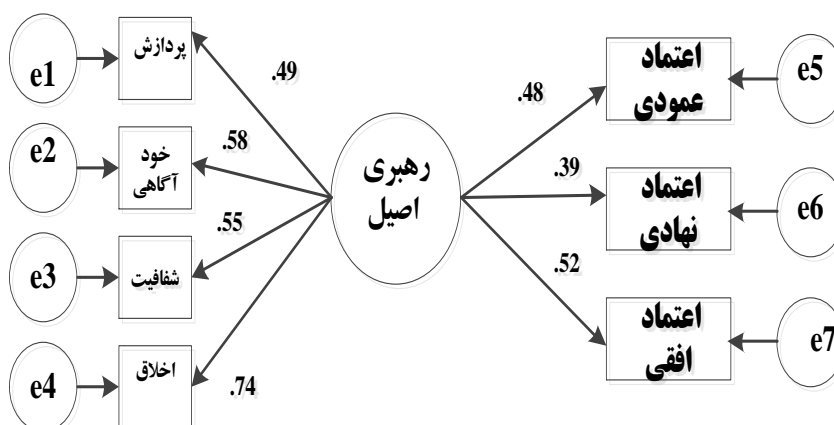 e1
پردازش
.49
e2
خود
آگاهی
.58
e3
شفافیت
.55
e4
اخلاق
.74
رهبری
اصیل
.48
اعتماد
عمودی
e5
.39
اعتماد
نهادی
e6
.52
اعتماد
افقی
e7